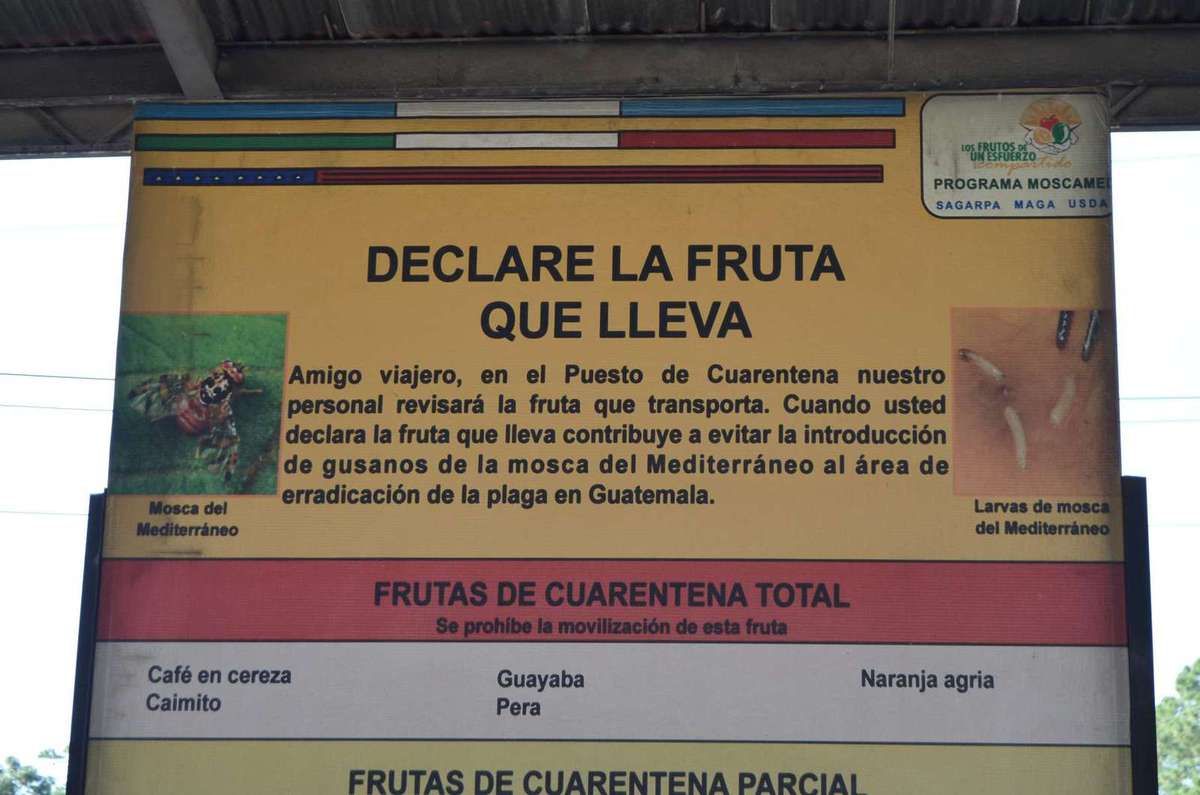 LOS FRUTOS DE
UN ESFUERZO
compartido
PROGRAMA
SAGARPA MAGA USDA
DECLARE LA FRUTA
QUE LLEVA
Amigo viajero, en el Puesto de Cuarentena nuestro
personal revisará la fruta que transporta. Cuando usted
declara la fruta que lleva contribuye a evitar la introducción
de gusanos de la mosca del Mediterráneo al área de
erradicación de la plaga en Guatemala.
Mosca del
Mediterráneo
Larvas de mosca
del Mediterráneo
FRUTAS DE CUARENTENA TOTAL
Se prohíbe la movilización de esta fruta
Café en cereza
Caimito
Guayaba
Pera
Naranja agria
FRUTAS DE CUARENTENA PARCIAL